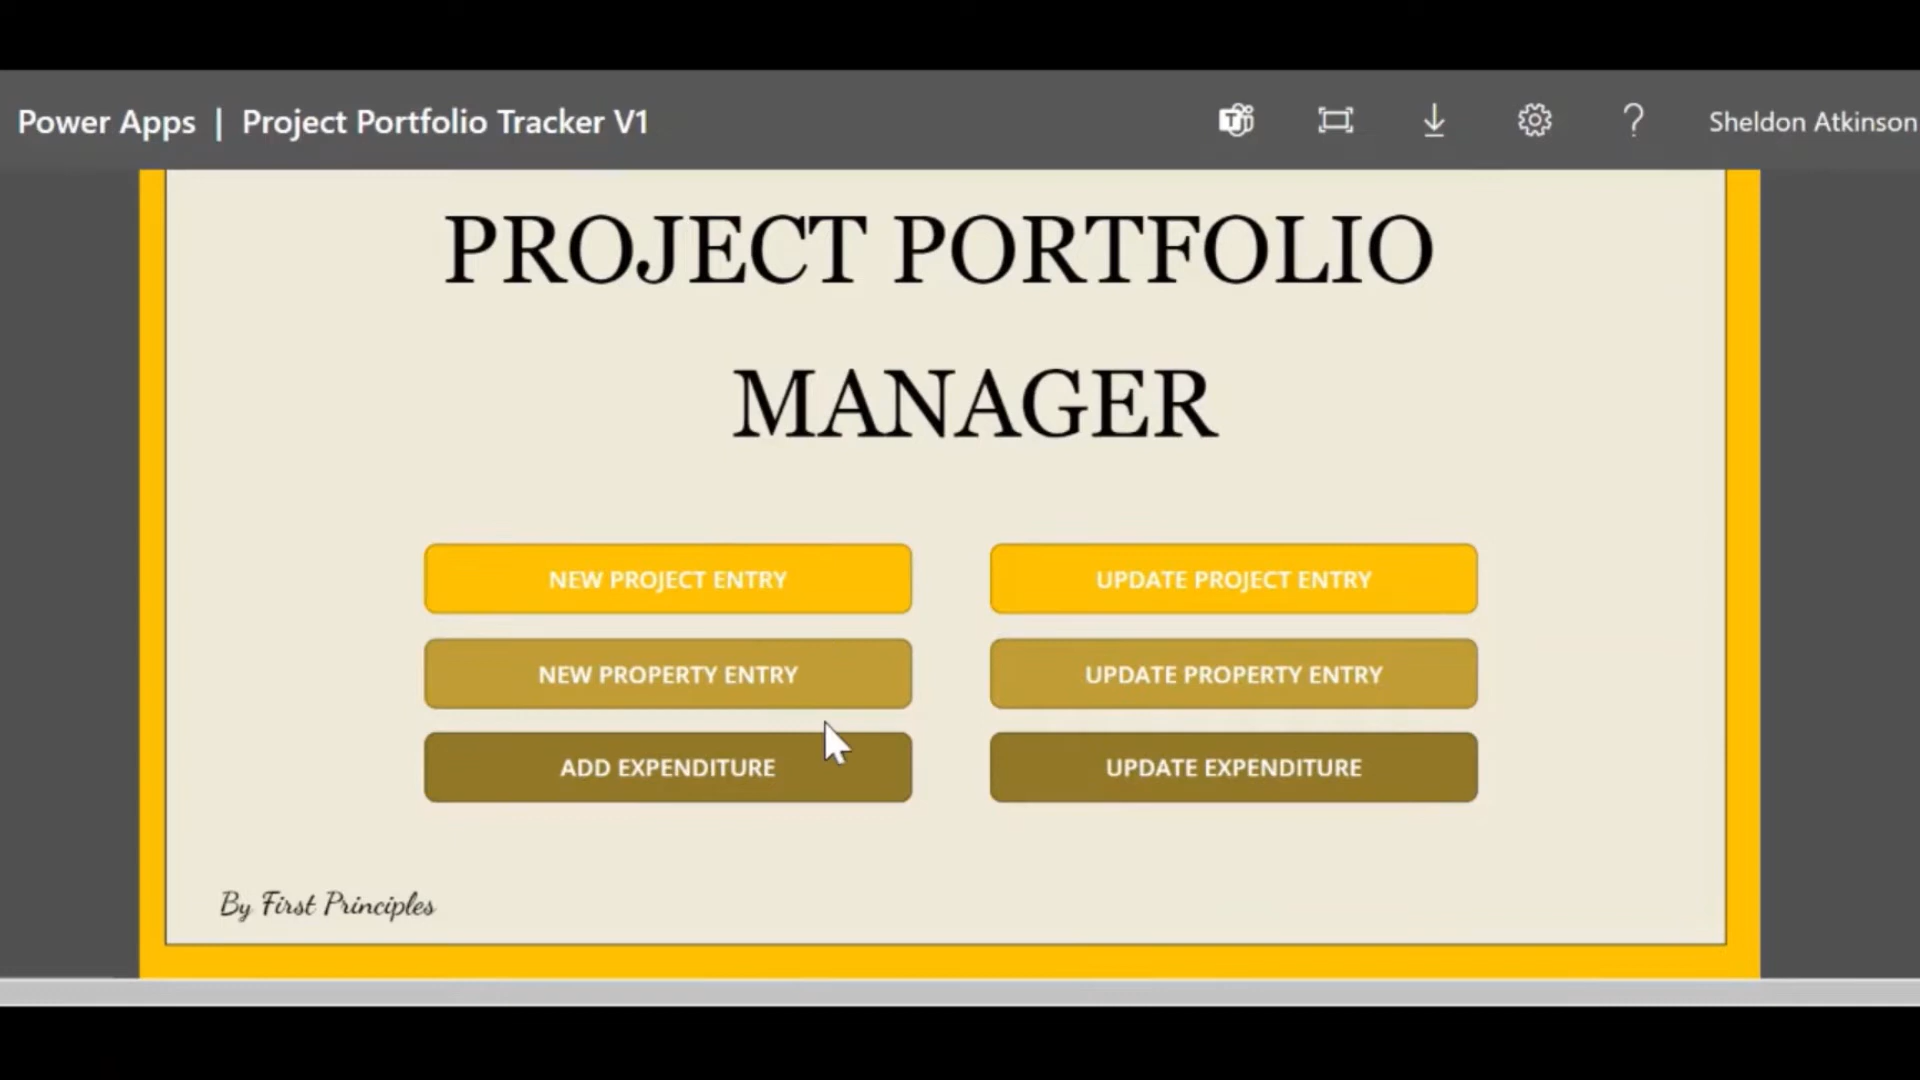 Power Apps | Project Portfolio Tracker V1
Sheldon Atkinson
PROJECT PORTFOLIO
MANAGER
NEW PROJECT ENTRY
UPDATE PROJECT ENTRY
NEW PROPERTY ENTRY
UPDATE PROPERTY ENTRY
ADD EXPENDITURE
UPDATE EXPENDITURE
By First Principles